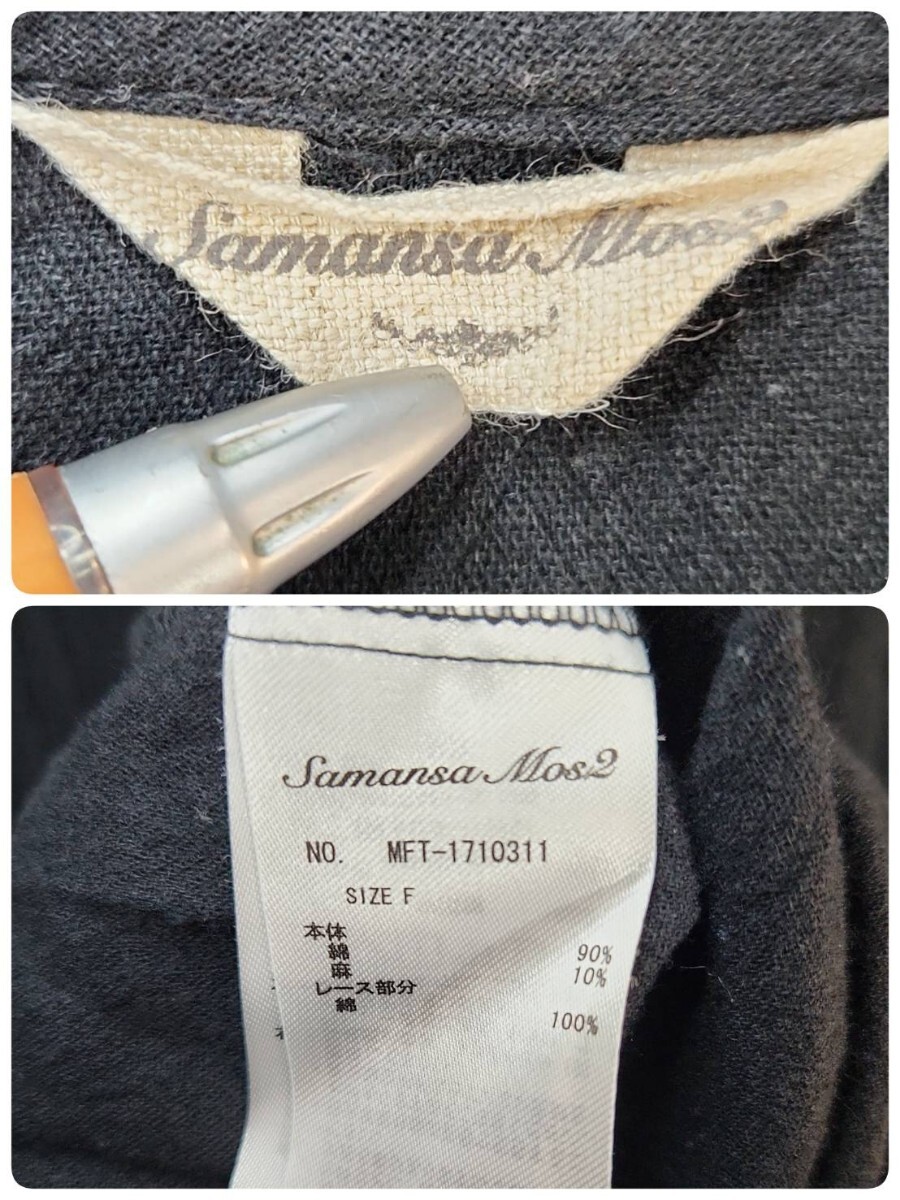 Samansa Mos2
Samansa Mos2
NO. MFT-1710311
SIZE F
本体
綿 90%
麻 10%
レース部分
綿 100%